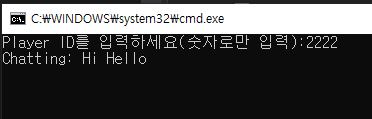 C:₩WINDOWS₩system32₩cmd.exe
Player ID를 입력하세요(숫자로만 입력):2222
Chatting: Hi Hello